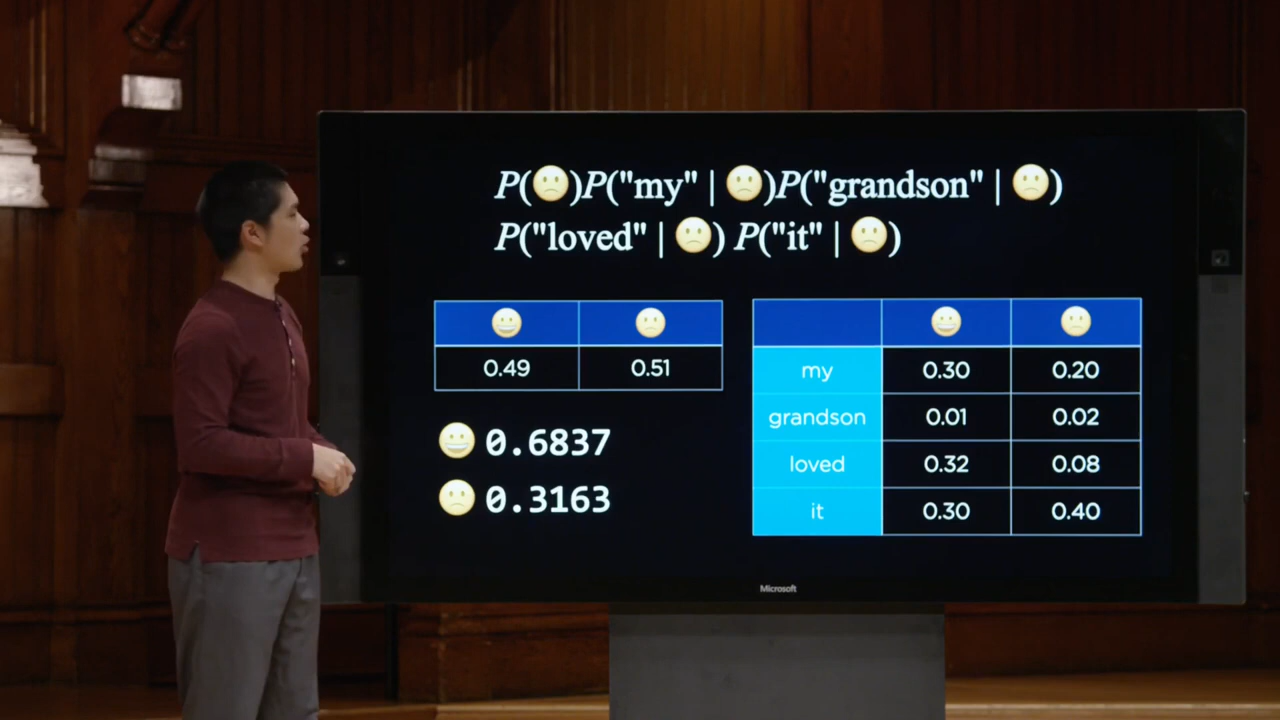 P(🙁)P("my" | 🙁)P("grandson" | 🙁)
P("loved" | 🙁) P("it" | 🙁)
😀 🙁
0.49 0.51
😀 0.6837
🙁 0.3163
😀 🙁
my 0.30 0.20
grandson 0.01 0.02
loved 0.32 0.08
it 0.30 0.40
Microsoft